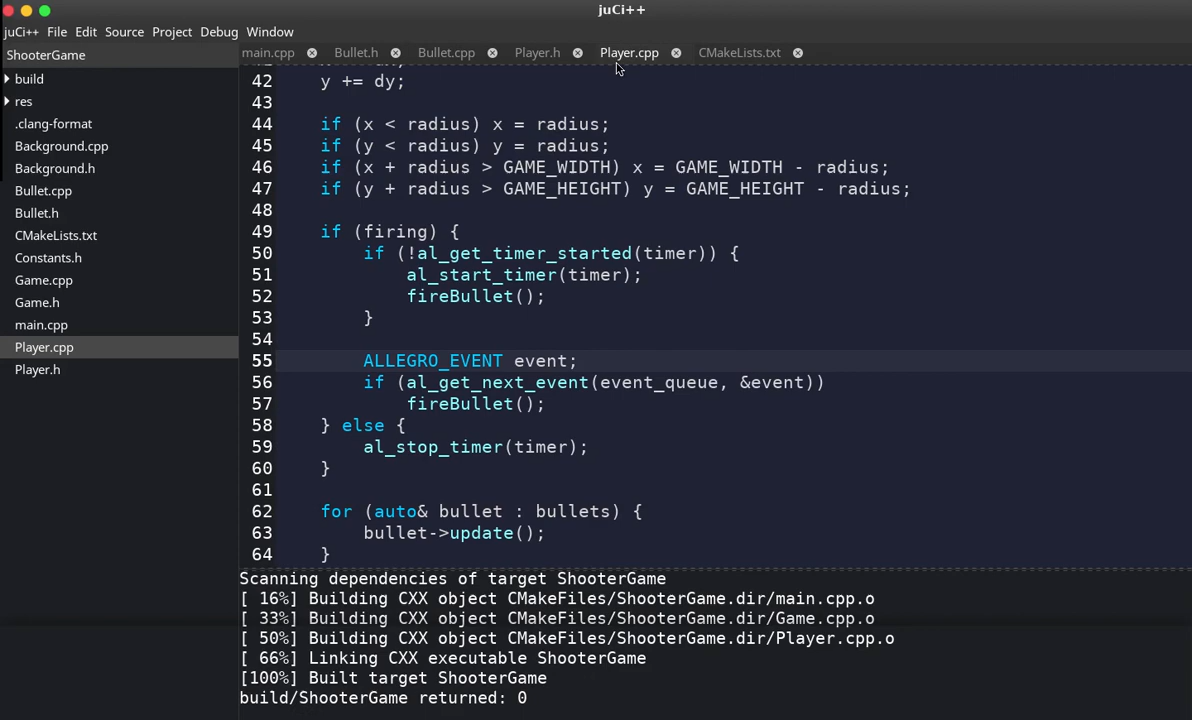 juCi++
juCi++ File Edit Source Project Debug Window
ShooterGame
main.cpp Bullet.h Bullet.cpp Player.h Player.cpp CMakeLists.txt
build
res
.clang-format
Background.cpp
Background.h
Bullet.cpp
Bullet.h
CMakeLists.txt
Constants.h
Game.cpp
Game.h
main.cpp
Player.cpp
Player.h
42 y += dy;
43
44 if (x < radius) x = radius;
45 if (y < radius) y = radius;
46 if (x + radius > GAME_WIDTH) x = GAME_WIDTH - radius;
47 if (y + radius > GAME_HEIGHT) y = GAME_HEIGHT - radius;
48
49 if (firing) {
50 if (!al_get_timer_started(timer)) {
51 al_start_timer(timer);
52 fireBullet();
53 }
54
55 ALLEGRO_EVENT event;
56 if (al_get_next_event(event_queue, &event))
57 fireBullet();
58 } else {
59 al_stop_timer(timer);
60 }
61
62 for (auto& bullet : bullets) {
63 bullet->update();
64 }
Scanning dependencies of target ShooterGame
[ 16%] Building CXX object CMakeFiles/ShooterGame.dir/main.cpp.o
[ 33%] Building CXX object CMakeFiles/ShooterGame.dir/Game.cpp.o
[ 50%] Building CXX object CMakeFiles/ShooterGame.dir/Player.cpp.o
[ 66%] Linking CXX executable ShooterGame
[100%] Built target ShooterGame
build/ShooterGame returned: 0